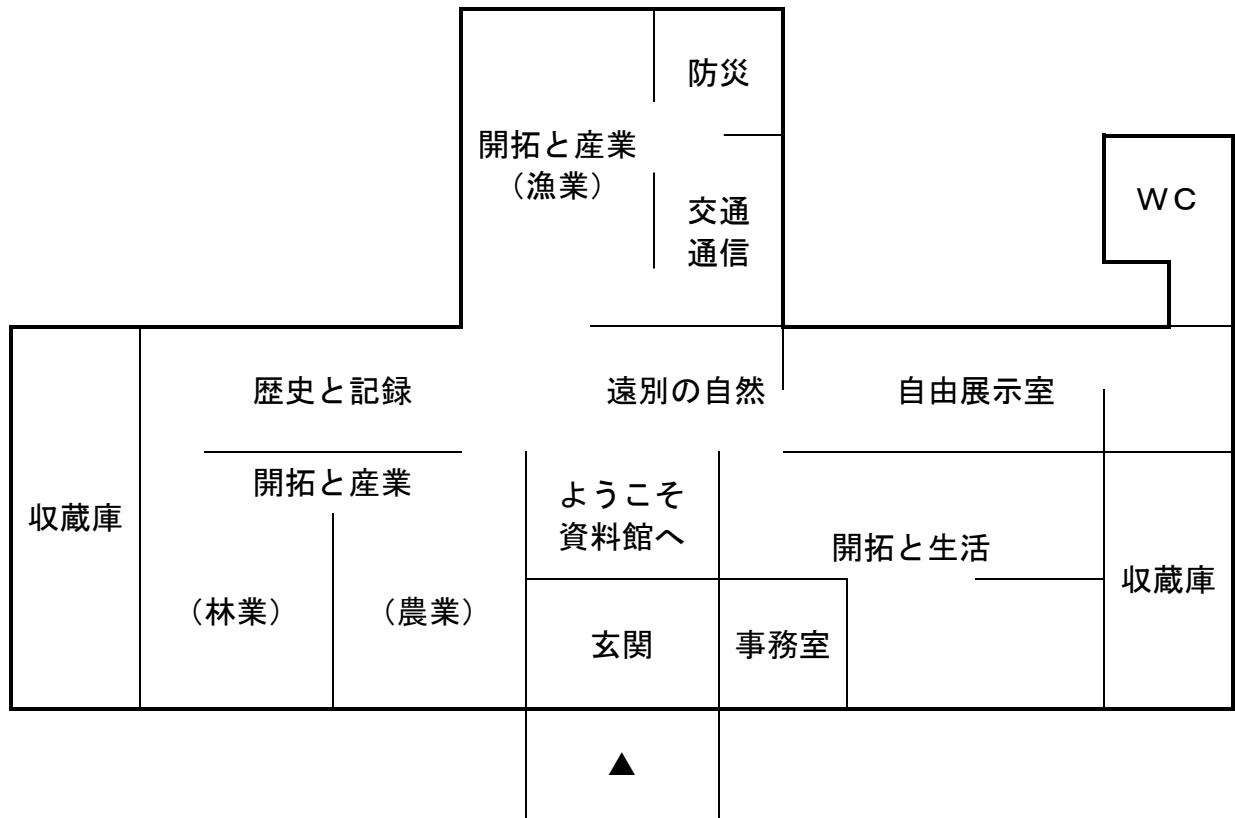 防災
開拓と産業
（漁業）
交通
通信
ＷＣ
歴史と記録
遠別の自然
自由展示室
開拓と産業
収蔵庫
ようこそ
資料館へ
開拓と生活
収蔵庫
（林業）
（農業）
玄関
事務室
▲